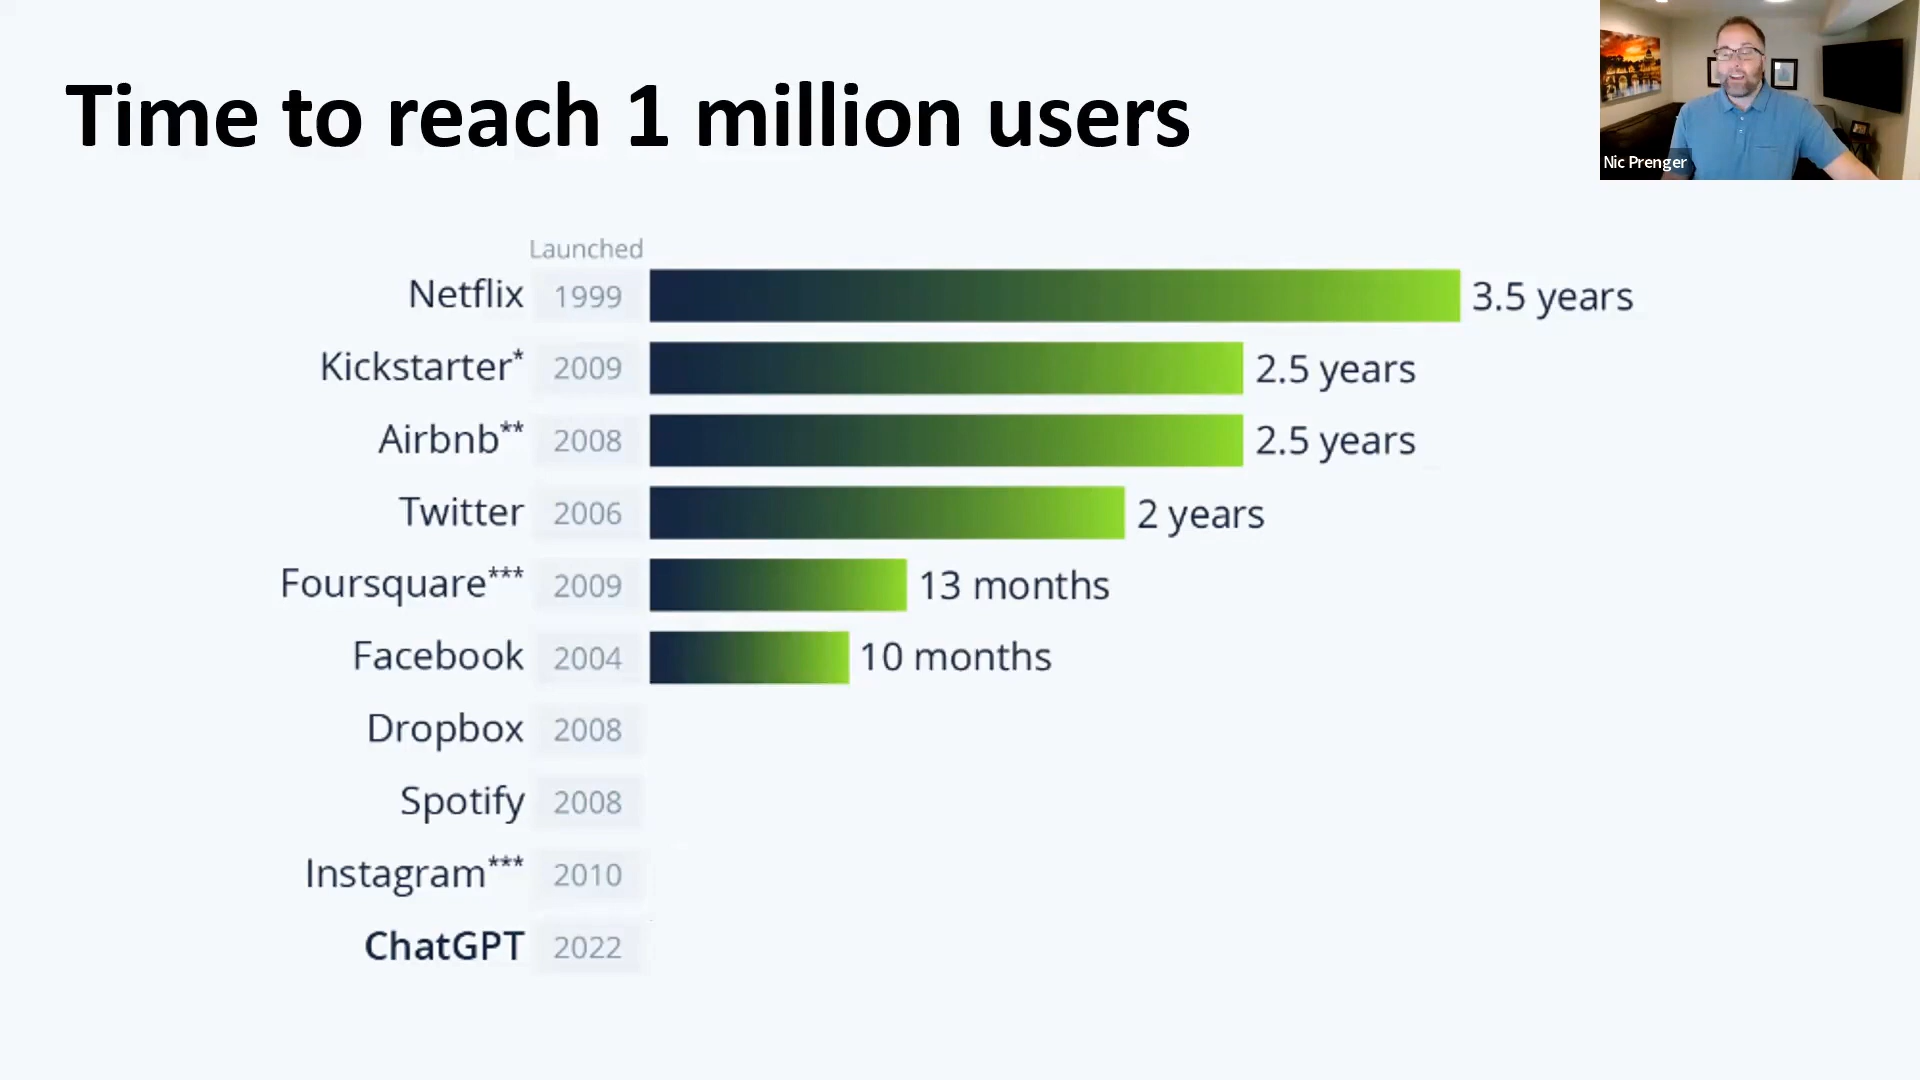 Time to reach 1 million users
Nic Prenger
Launched
Netflix 1999 3.5 years
Kickstarter* 2009 2.5 years
Airbnb** 2008 2.5 years
Twitter 2006 2 years
Foursquare*** 2009 13 months
Facebook 2004 10 months
Dropbox 2008
Spotify 2008
Instagram*** 2010
ChatGPT 2022